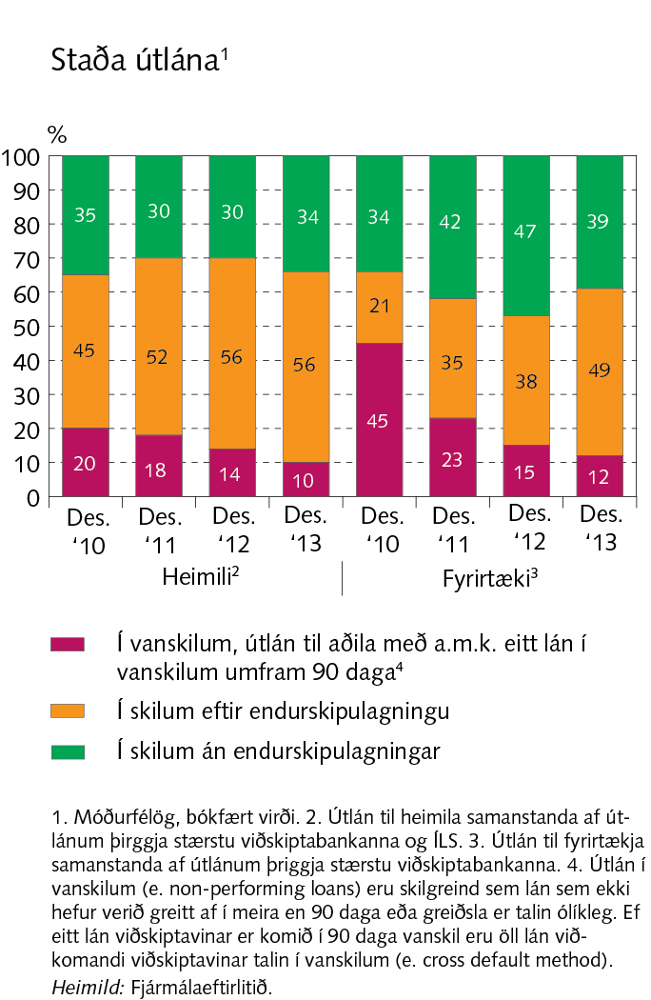 Staða útlána¹
%
100
90
80
70
60
50
40
30
20
10
0
35 30 30 34 34 42 47 39
45 52 56 56 21 35 38 49
20 18 14 10 45 23 15 12
Des. Des. Des. Des. Des. Des. Des. Des.
‘10 ‘11 ‘12 ‘13 ‘10 ‘11 ‘12 ‘13
Heimili² Fyrirtæki³
Í vanskilum, útlán til aðila með a.m.k. eitt lán í
vanskilum umfram 90 daga⁴
Í skilum eftir endurskipulagningu
Í skilum án endurskipulagningar
1. Móðurfélög, bókfært virði. 2. Útlán til heimila samanstanda af út-
lánum þirggja stærstu viðskiptabankanna og ÍLS. 3. Útlán til fyrirtækja
samanstanda af útlánum þriggja stærstu viðskiptabankanna. 4. Útlán í
vanskilum (e. non-performing loans) eru skilgreind sem lán sem ekki
hefur verið greitt af í meira en 90 daga eða greiðsla er talin ólíkleg. Ef
eitt lán viðskiptavinar er komið í 90 daga vanskil eru öll lán við-
komandi viðskiptavinar talin í vanskilum (e. cross default method).
Heimild: Fjármálaeftirlitið.